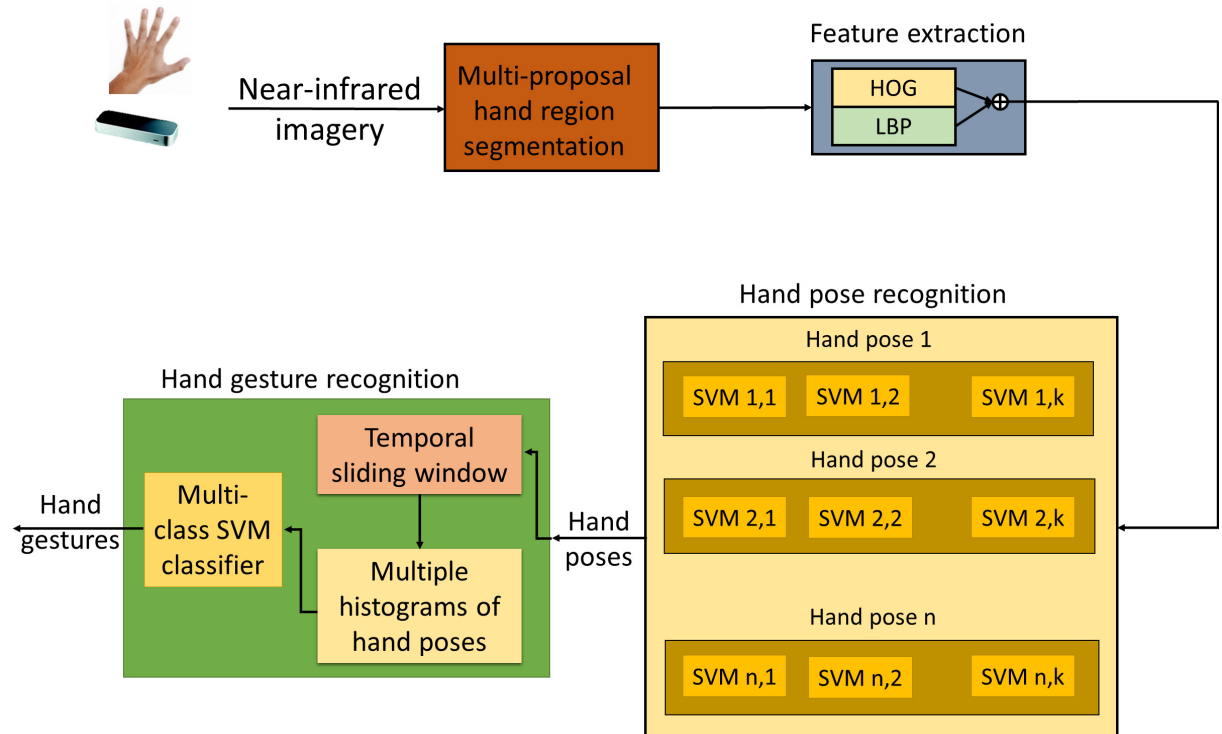 Near-infrared
imagery
Multi-proposal
hand region
segmentation
Feature extraction
HOG
LBP
Hand pose recognition
Hand pose 1
SVM 1,1 SVM 1,2 SVM 1,k
Hand pose 2
SVM 2,1 SVM 2,2 SVM 2,k
Hand pose n
SVM n,1 SVM n,2 SVM n,k
Hand
poses
Hand gesture recognition
Temporal
sliding window
Multiple
histograms of
hand poses
Multi-
class SVM
classifier
Hand
gestures